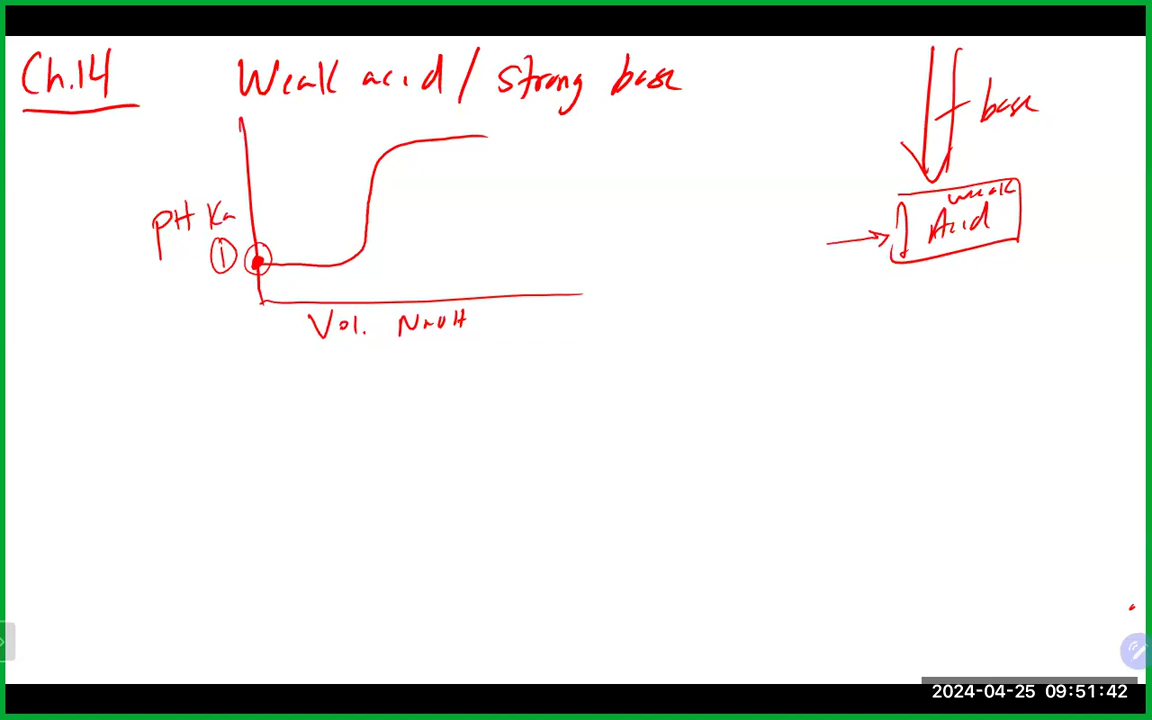 Ch.14
Weak acid / strong base
base
weak
Acid
pH Ka
1
Vol. NaOH
2024-04-25 09:51:42